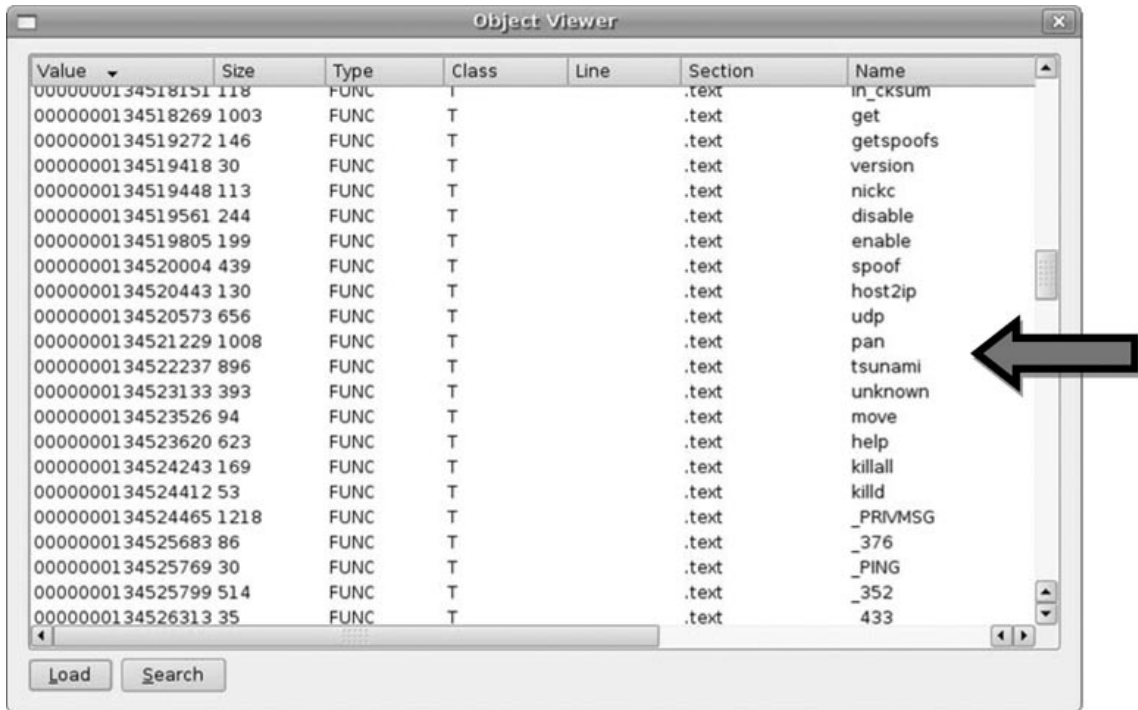 Object Viewer
Value Size Type Class Line Section Name
0000000134518151 118 FUNC T .text in_cksum
0000000134518269 1003 FUNC T .text get
0000000134519272 146 FUNC T .text getspoofs
0000000134519418 30 FUNC T .text version
0000000134519448 113 FUNC T .text nickc
0000000134519561 244 FUNC T .text disable
0000000134519805 199 FUNC T .text enable
0000000134520004 439 FUNC T .text spoof
0000000134520443 130 FUNC T .text host2ip
0000000134520573 656 FUNC T .text udp
0000000134521229 1008 FUNC T .text pan
0000000134522237 896 FUNC T .text tsunami
0000000134523133 393 FUNC T .text unknown
0000000134523526 94 FUNC T .text move
0000000134523620 623 FUNC T .text help
0000000134524243 169 FUNC T .text killall
0000000134524412 53 FUNC T .text killd
0000000134524465 1218 FUNC T .text _PRIVMSG
0000000134525683 86 FUNC T .text _376
0000000134525769 30 FUNC T .text _PING
0000000134525799 514 FUNC T .text _352
0000000134526313 35 FUNC T .text 433
Load Search